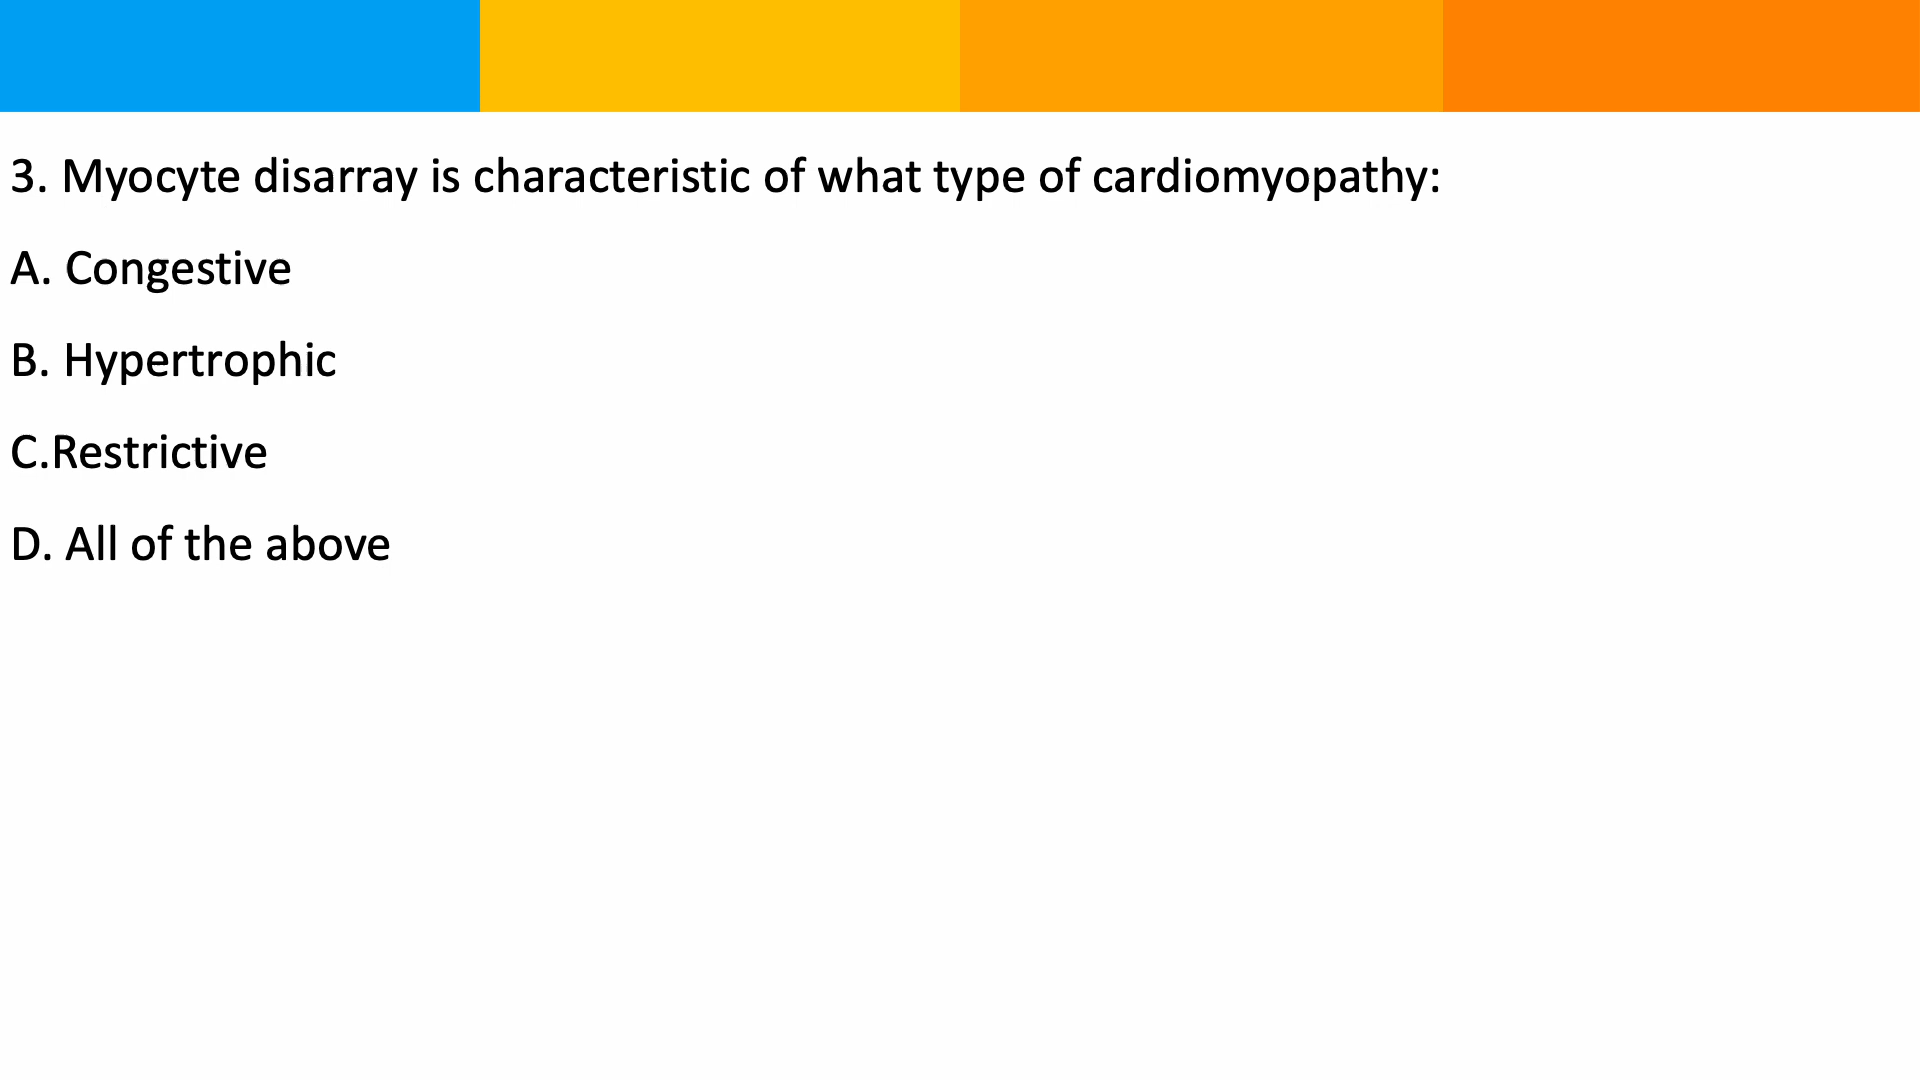 3. Myocyte disarray is characteristic of what type of cardiomyopathy:
A. Congestive
B. Hypertrophic
C.Restrictive
D. All of the above